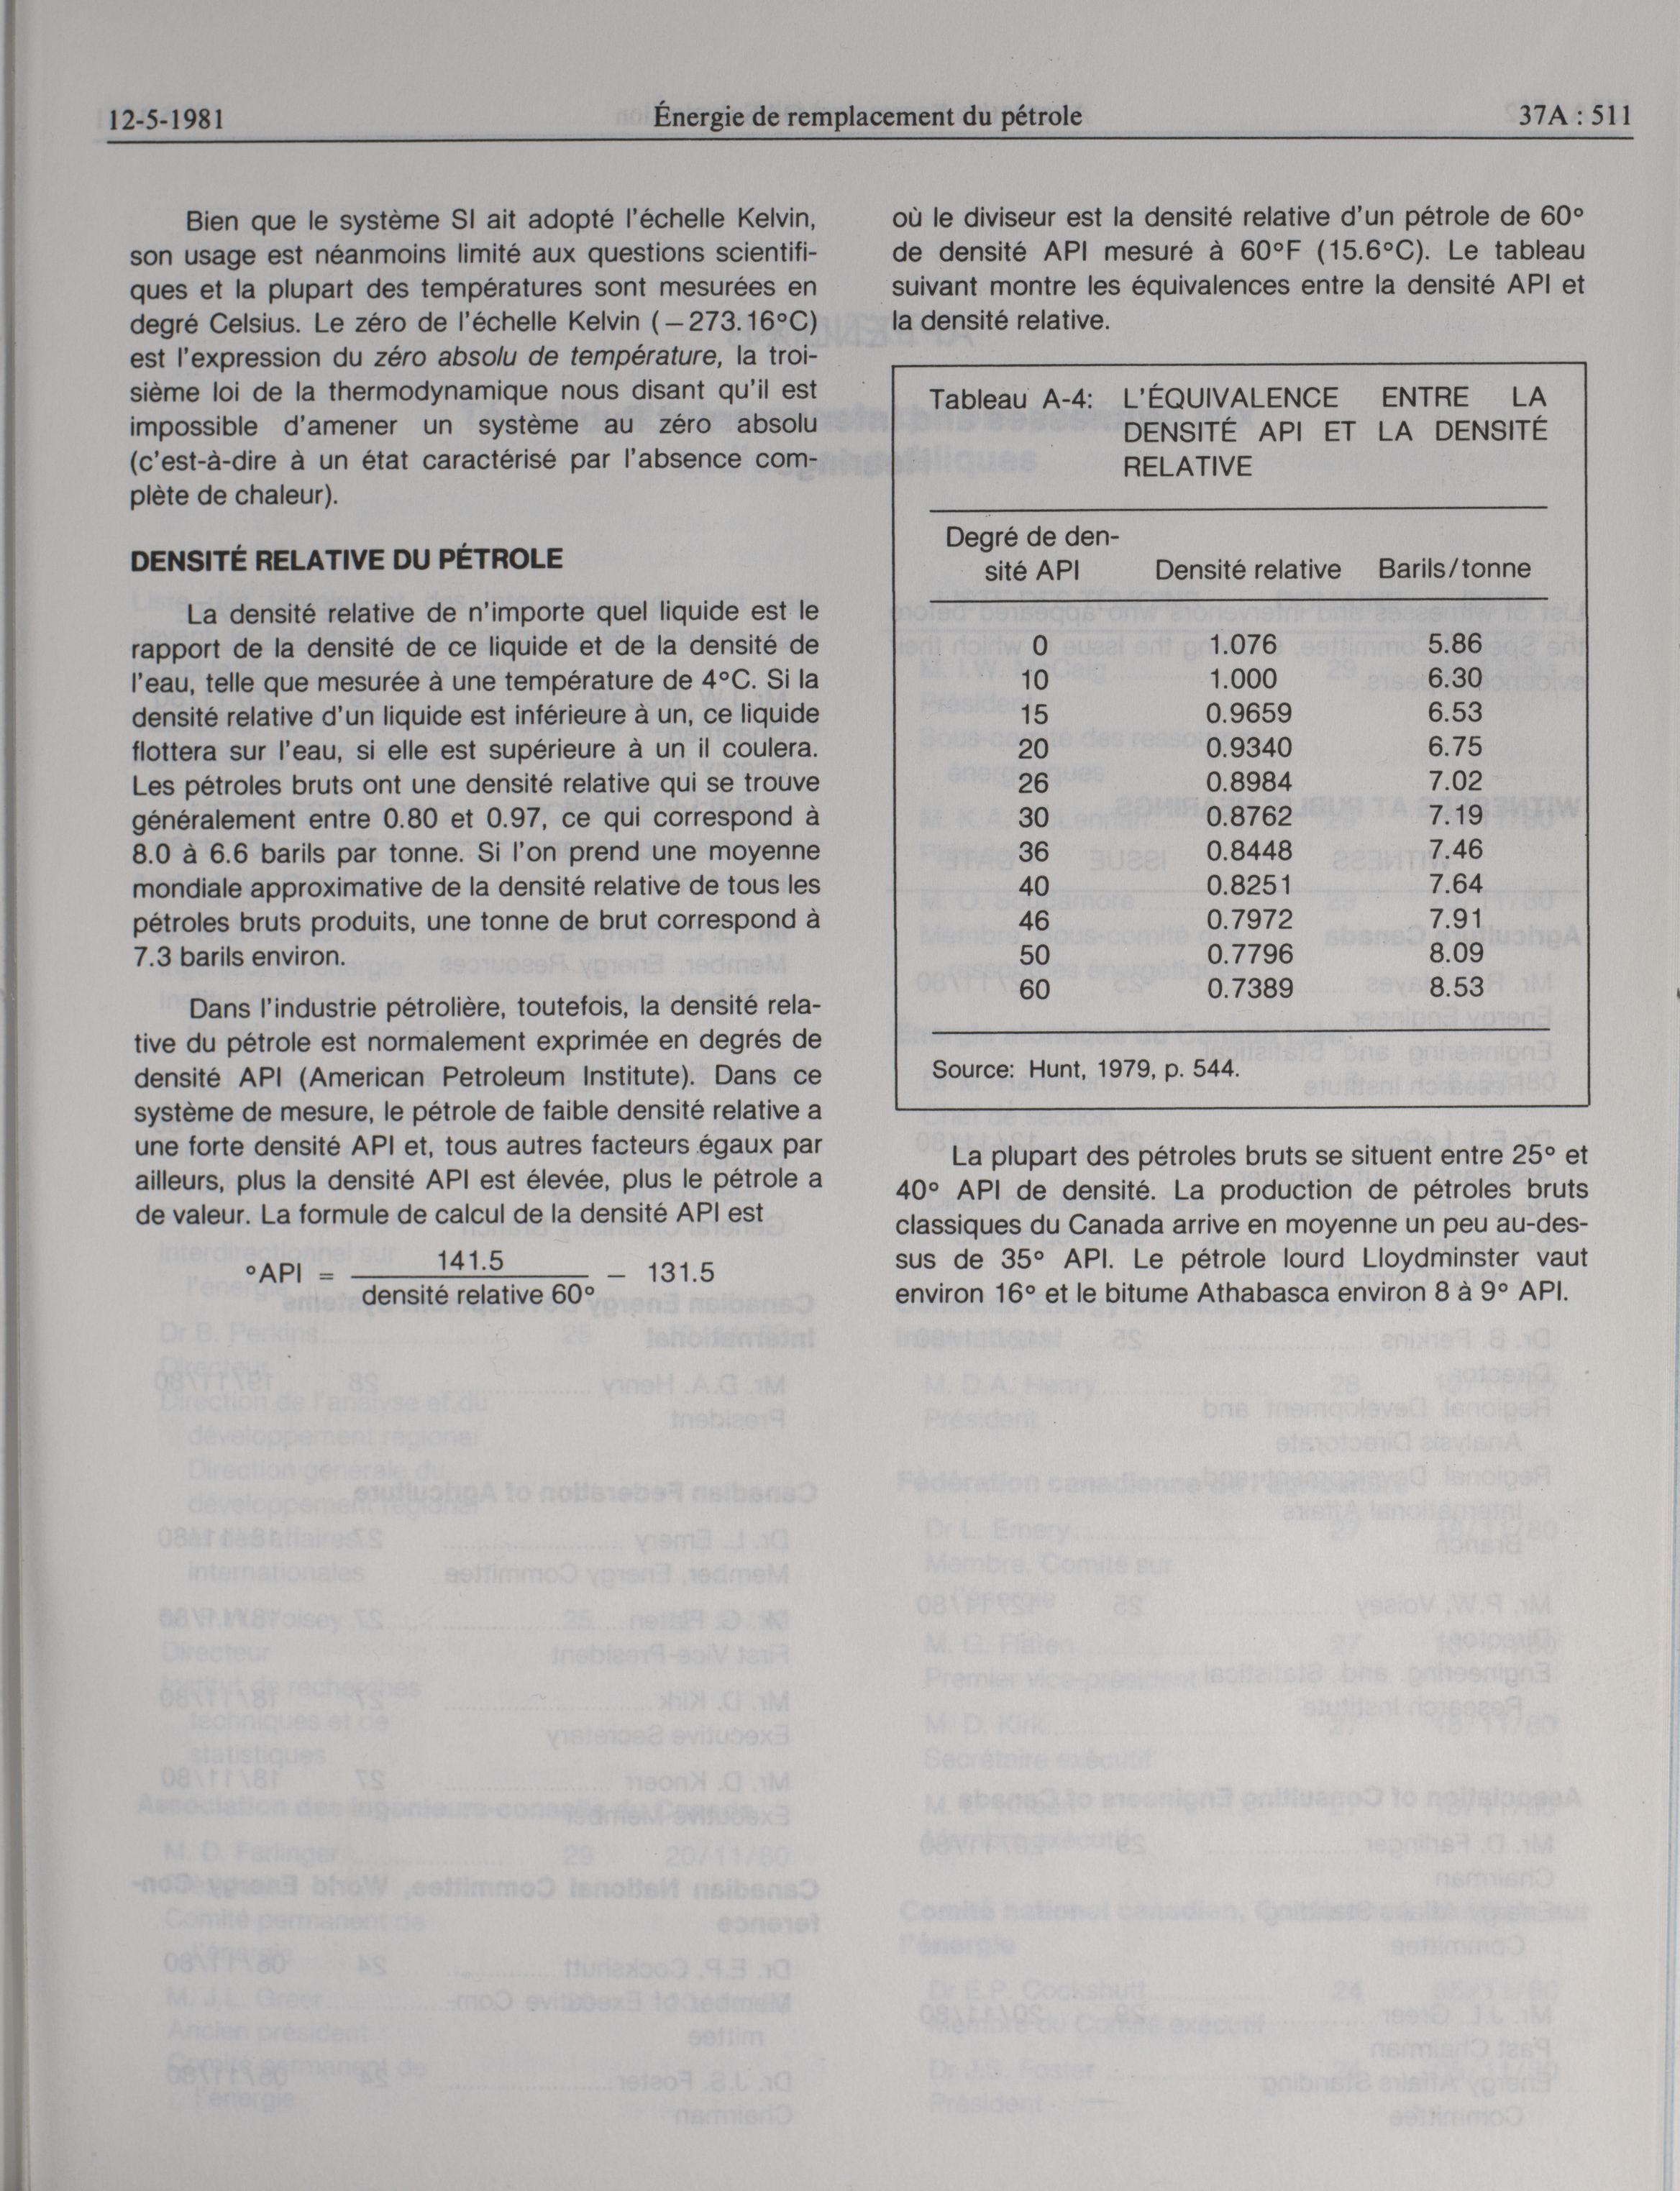 12-5-1981 Énergie de remplacement du pétrole 37A : 511
Bien que le système SI ait adopté l'échelle Kelvin,
son usage est néanmoins limité aux questions scientifi-
ques et la plupart des températures sont mesurées en
degré Celsius. Le zéro de l'échelle Kelvin (–273.16°C)
est l'expression du zéro absolu de température, la troi-
sième loi de la thermodynamique nous disant qu'il est
impossible d'amener un système au zéro absolu
(c'est-à-dire à un état caractérisé par l'absence com-
plète de chaleur).
DENSITÉ RELATIVE DU PÉTROLE
La densité relative de n'importe quel liquide est le
rapport de la densité de ce liquide et de la densité de
l'eau, telle que mesurée à une température de 4°C. Si la
densité relative d'un liquide est inférieure à un, ce liquide
flottera sur l'eau, si elle est supérieure à un il coulera.
Les pétroles bruts ont une densité relative qui se trouve
généralement entre 0.80 et 0.97, ce qui correspond à
8.0 à 6.6 barils par tonne. Si l'on prend une moyenne
mondiale approximative de la densité relative de tous les
pétroles bruts produits, une tonne de brut correspond à
7.3 barils environ.
Dans l'industrie pétrolière, toutefois, la densité rela-
tive du pétrole est normalement exprimée en degrés de
densité API (American Petroleum Institute). Dans ce
système de mesure, le pétrole de faible densité relative a
une forte densité API et, tous autres facteurs égaux par
ailleurs, plus la densité API est élevée, plus le pétrole a
de valeur. La formule de calcul de la densité API est
141.5
°API = – 131.5
densité relative 60°
où le diviseur est la densité relative d'un pétrole de 60°
de densité API mesuré à 60°F (15.6°C). Le tableau
suivant montre les équivalences entre la densité API et
la densité relative.
Tableau A-4: L'ÉQUIVALENCE ENTRE LA
DENSITÉ API ET LA DENSITÉ
RELATIVE
Degré de den-
sité API Densité relative Barils/tonne
0 1.076 5.86
10 1.000 6.30
15 0.9659 6.53
20 0.9340 6.75
26 0.8984 7.02
30 0.8762 7.19
36 0.8448 7.46
40 0.8251 7.64
46 0.7972 7.91
50 0.7796 8.09
60 0.7389 8.53
Source: Hunt, 1979, p. 544.
La plupart des pétroles bruts se situent entre 25° et
40° API de densité. La production de pétroles bruts
classiques du Canada arrive en moyenne un peu au-des-
sus de 35° API. Le pétrole lourd Lloydminster vaut
environ 16° et le bitume Athabasca environ 8 à 9° API.